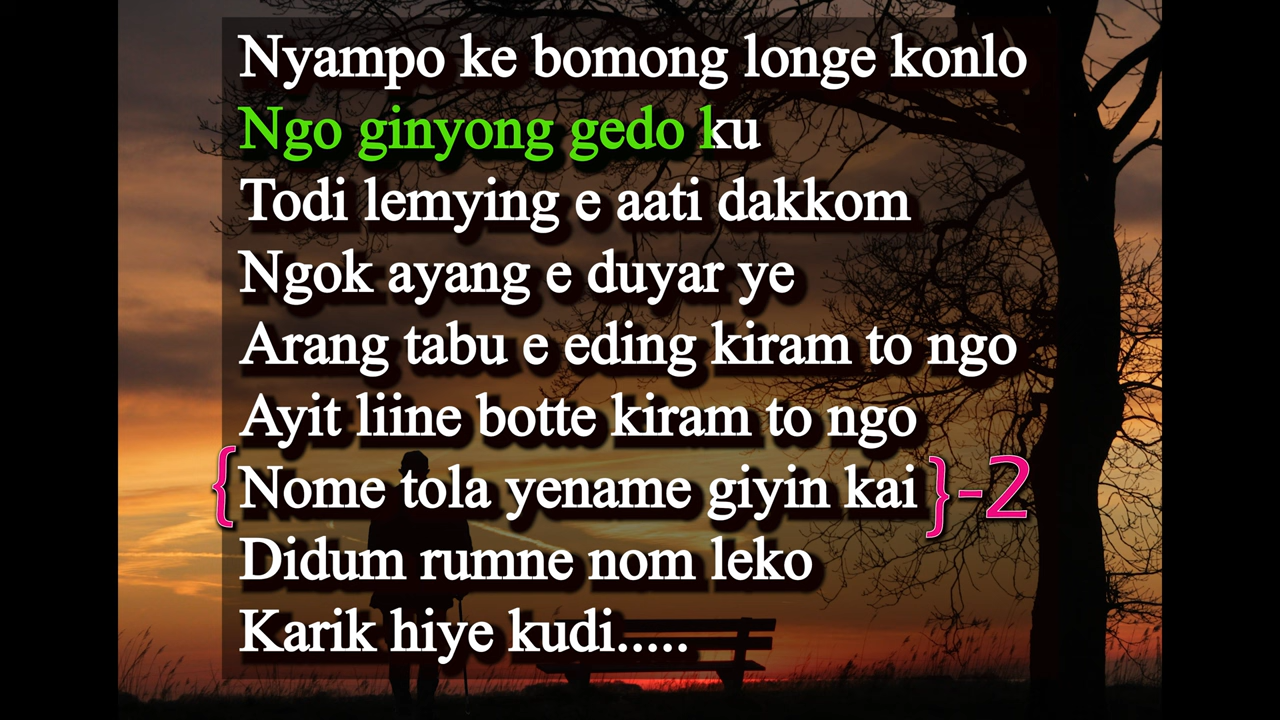 Nyampo ke bomong longe konlo
Ngo ginyong gedo ku
Todi lemying e aati dakkom
Ngok ayang e duyar ye
Arang tabu e eding kiram to ngo
Ayit liine botte kiram to ngo
{Nome tola yename giyin kai}-2
Didum rumne nom leko
Karik hiye kudi.....